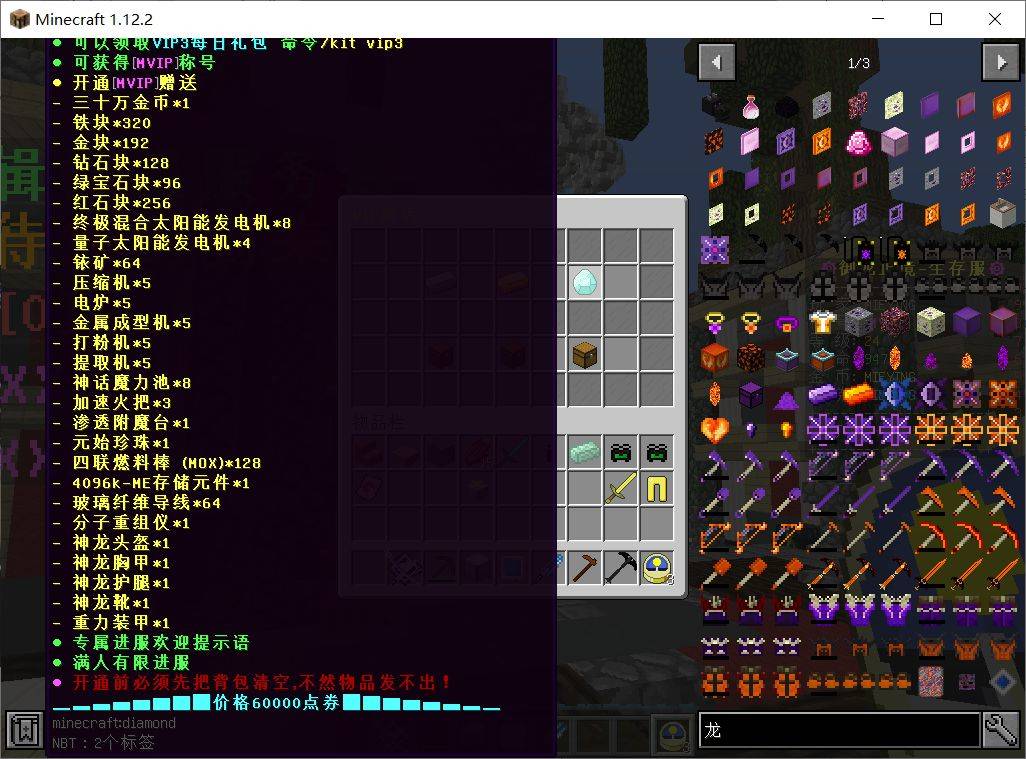 Minecraft 1.12.2
可以领取VIP3每日礼包 命令/kit vip3
可获得[MVIP]称号
开通[MVIP]赠送
- 三十万金币*1
- 铁块*320
- 金块*192
- 钻石块*128
- 绿宝石块*96
- 红石块*256
- 终极混合太阳能发电机*8
- 量子太阳能发电机*4
- 铱矿*64
- 压缩机*5
- 电炉*5
- 金属成型机*5
- 打粉机*5
- 提取机*5
- 神话魔力池*8
- 加速火把*3
- 渗透附魔台*1
- 元始珍珠*1
- 四联燃料棒 (MOX)*128
- 4096k-ME存储元件*1
- 玻璃纤维导线*64
- 分子重组仪*1
- 神龙头盔*1
- 神龙胸甲*1
- 神龙护腿*1
- 神龙靴*1
- 重力装甲*1
专属进服欢迎提示语
满人有限进服
开通前必须先把背包清空,不然物品发不出！
价格60000点券
minecraft:diamond
NBT：2个标签
物品栏
1/3
龙